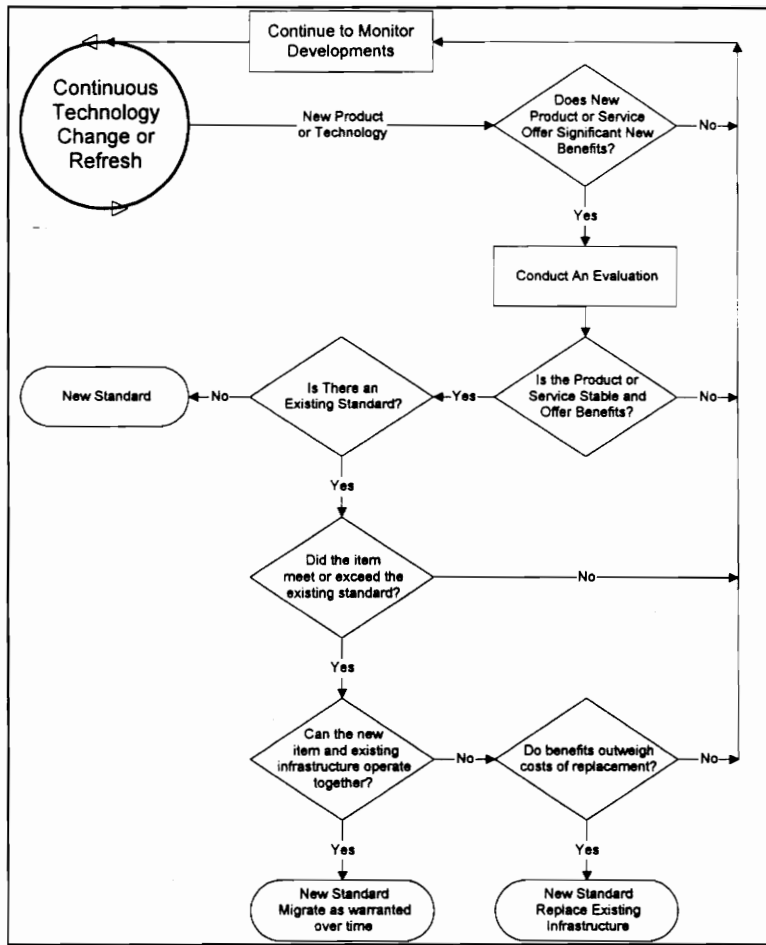 Continue to Monitor
Developments
Continuous
Technology
Change or
Refresh
New Product
or Technology
Does New
Product or Service
Offer Significant New
Benefits?
No
Yes
Conduct An Evaluation
New Standard
No
Is There an
Existing Standard?
Yes
Is the Product or
Service Stable and
Offer Benefits?
No
Yes
Did the item
meet or exceed the
existing standard?
No
Yes
Can the new
item and existing
infrastructure operate
together?
No
Do benefits outweigh
costs of replacement?
No
Yes
Yes
New Standard
Migrate as warranted
over time
New Standard
Replace Existing
Infrastructure